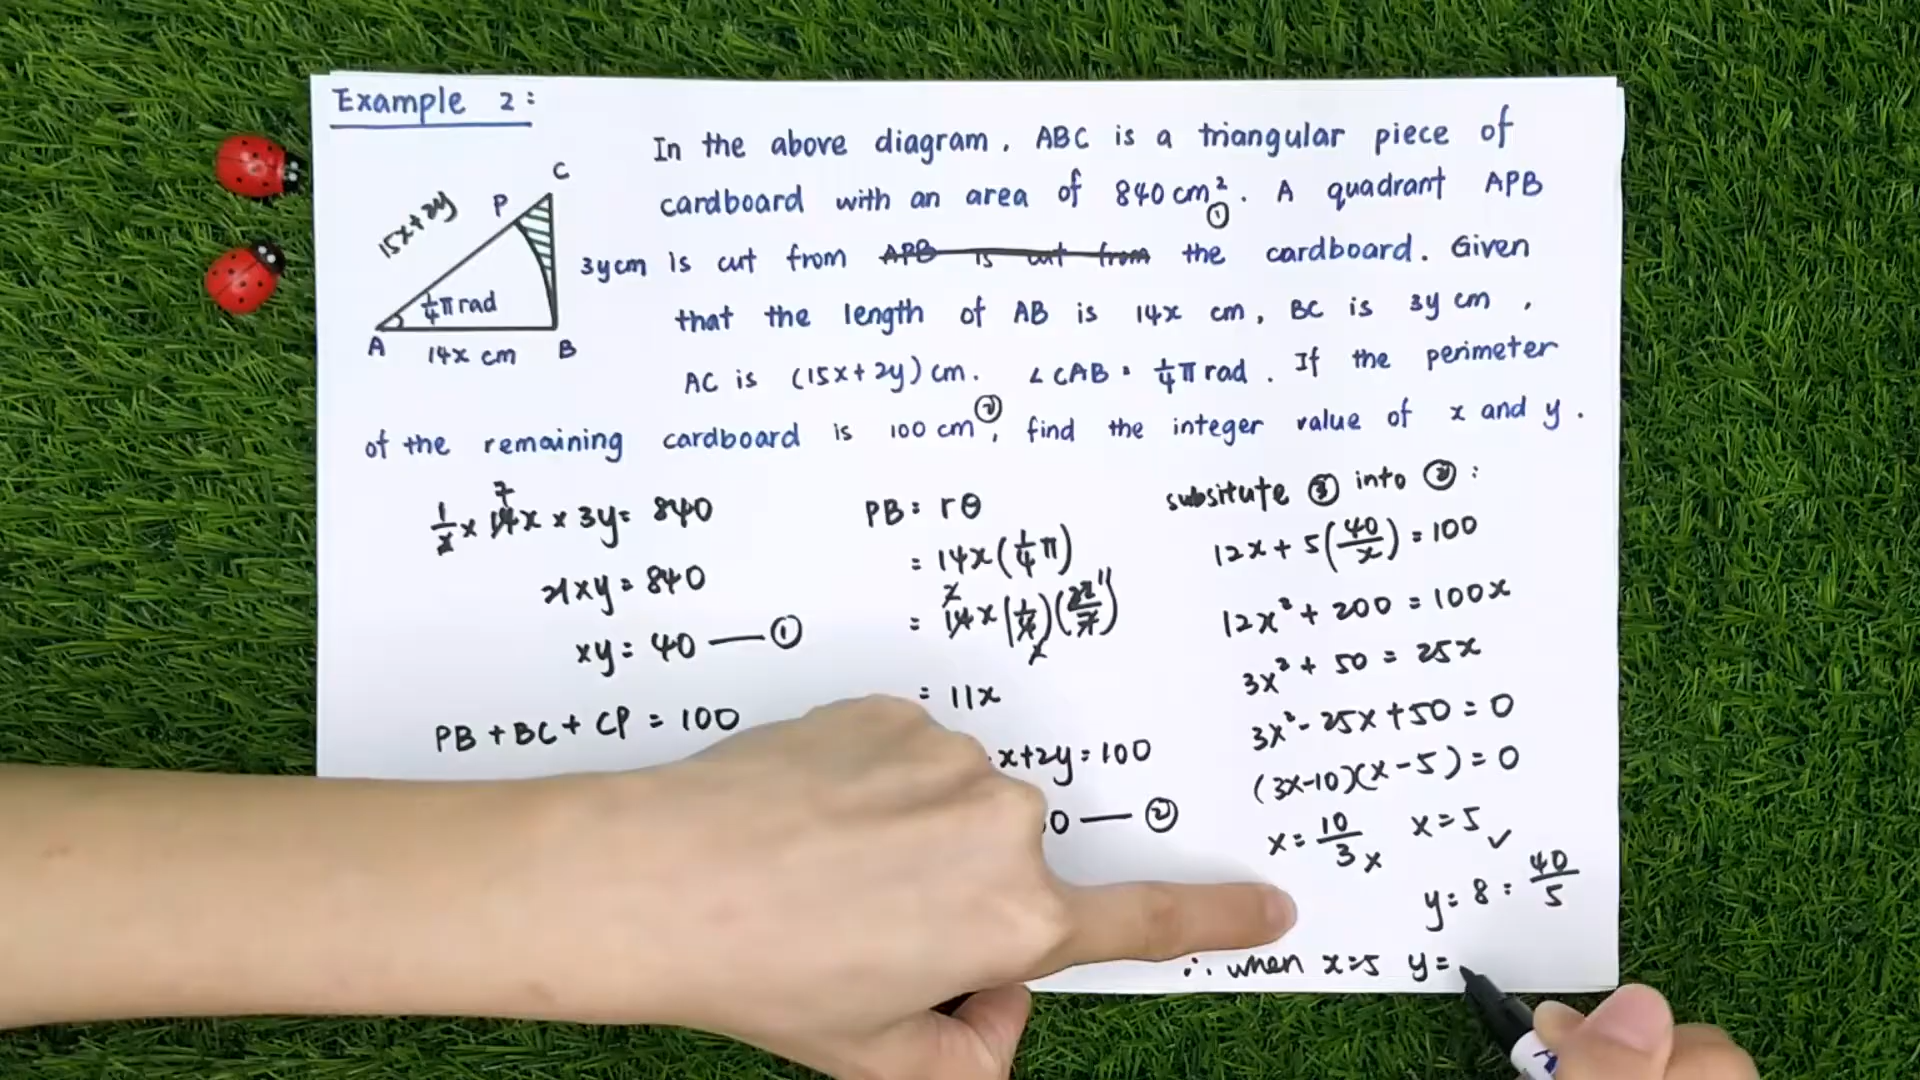 Example 2:
In the above diagram. ABC is a triangular piece of
cardboard with an area of 840 cm². A quadrant APB
①
is cut from APB is cut from the cardboard. Given
that the length of AB is 14x cm, BC is 3y cm,
AC is (15x+2y) cm. ∠CAB = 1/4 π rad. If the perimeter
of the remaining cardboard is 100 cm②, find the integer value of x and y.
C
P
15x+2y
3y cm
1/4 π rad
A
14x cm
B
7
1/2 × 14x × 3y = 840
21xy = 840
xy = 40 —— ①
PB + BC + CP = 100
PB = rθ
= 14x(1/4 π)
= 14x(1/4)(22/7)
= 11x
x+2y = 100
0 —— ②
subsitute ③ into ②:
12x + 5(40/x) = 100
12x² + 200 = 100x
3x² + 50 = 25x
3x² - 25x + 50 = 0
(3x-10)(x-5) = 0
x = 10/3 x x = 5 ✓
y = 8 = 40/5
∴ when x=5 y=